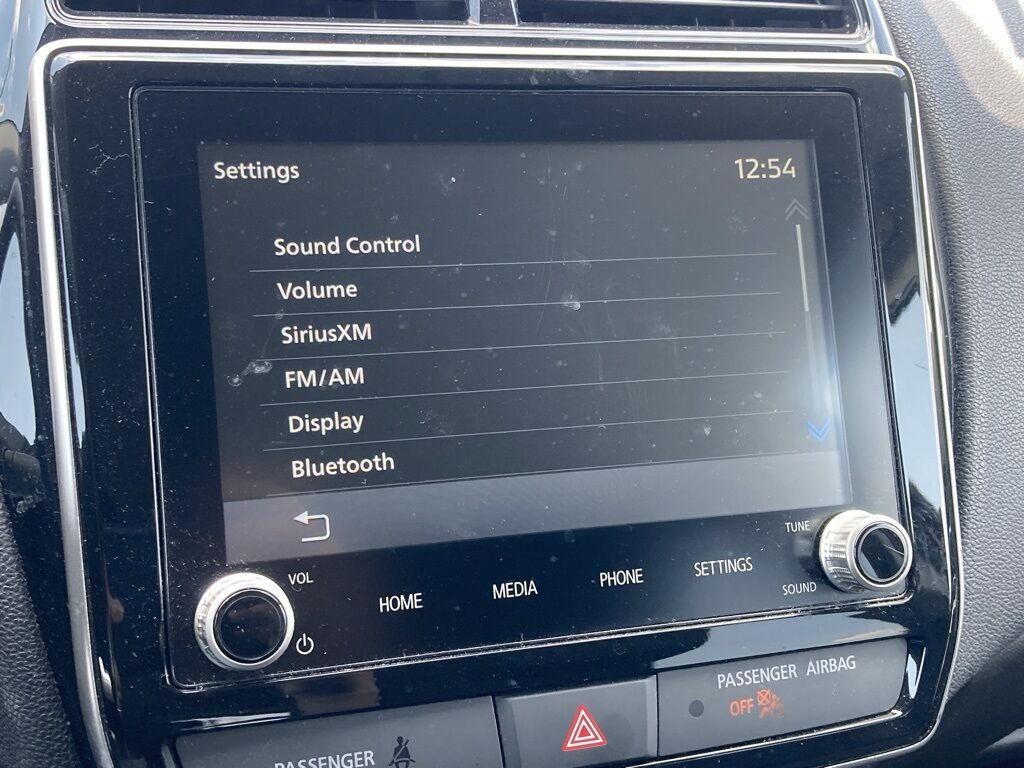 Settings
12:54
Sound Control
Volume
SiriusXM
FM/AM
Display
Bluetooth
TUNE
VOL
HOME
MEDIA
PHONE
SETTINGS
SOUND
PASSENGER AIRBAG
OFF
PASSENGER